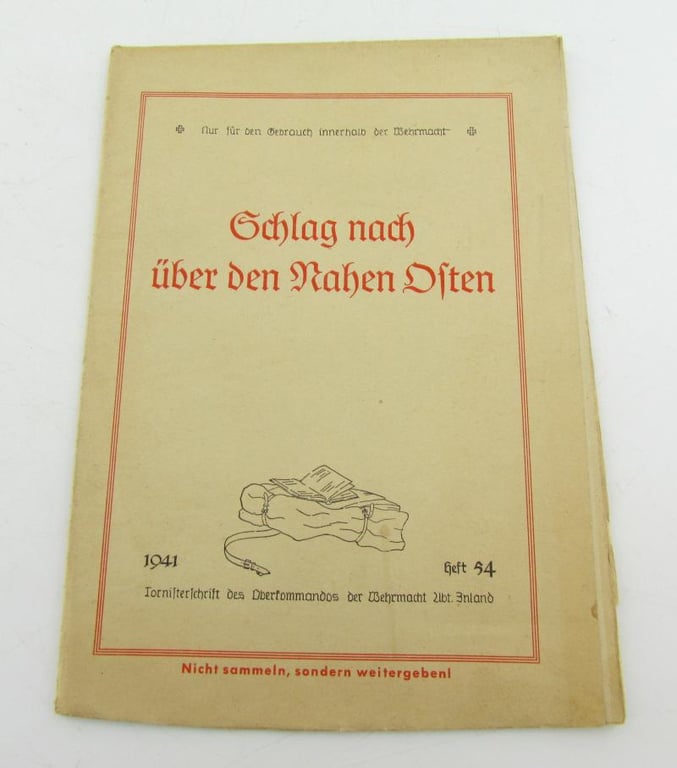 Nur für den Gebrauch innerhalb der Wehrmacht
Schlag nach
über den Nahen Osten
1941
Heft 54
Tornisterschrift des Oberkommandos der Wehrmacht Abt. Inland
Nicht sammeln, sondern weitergeben!